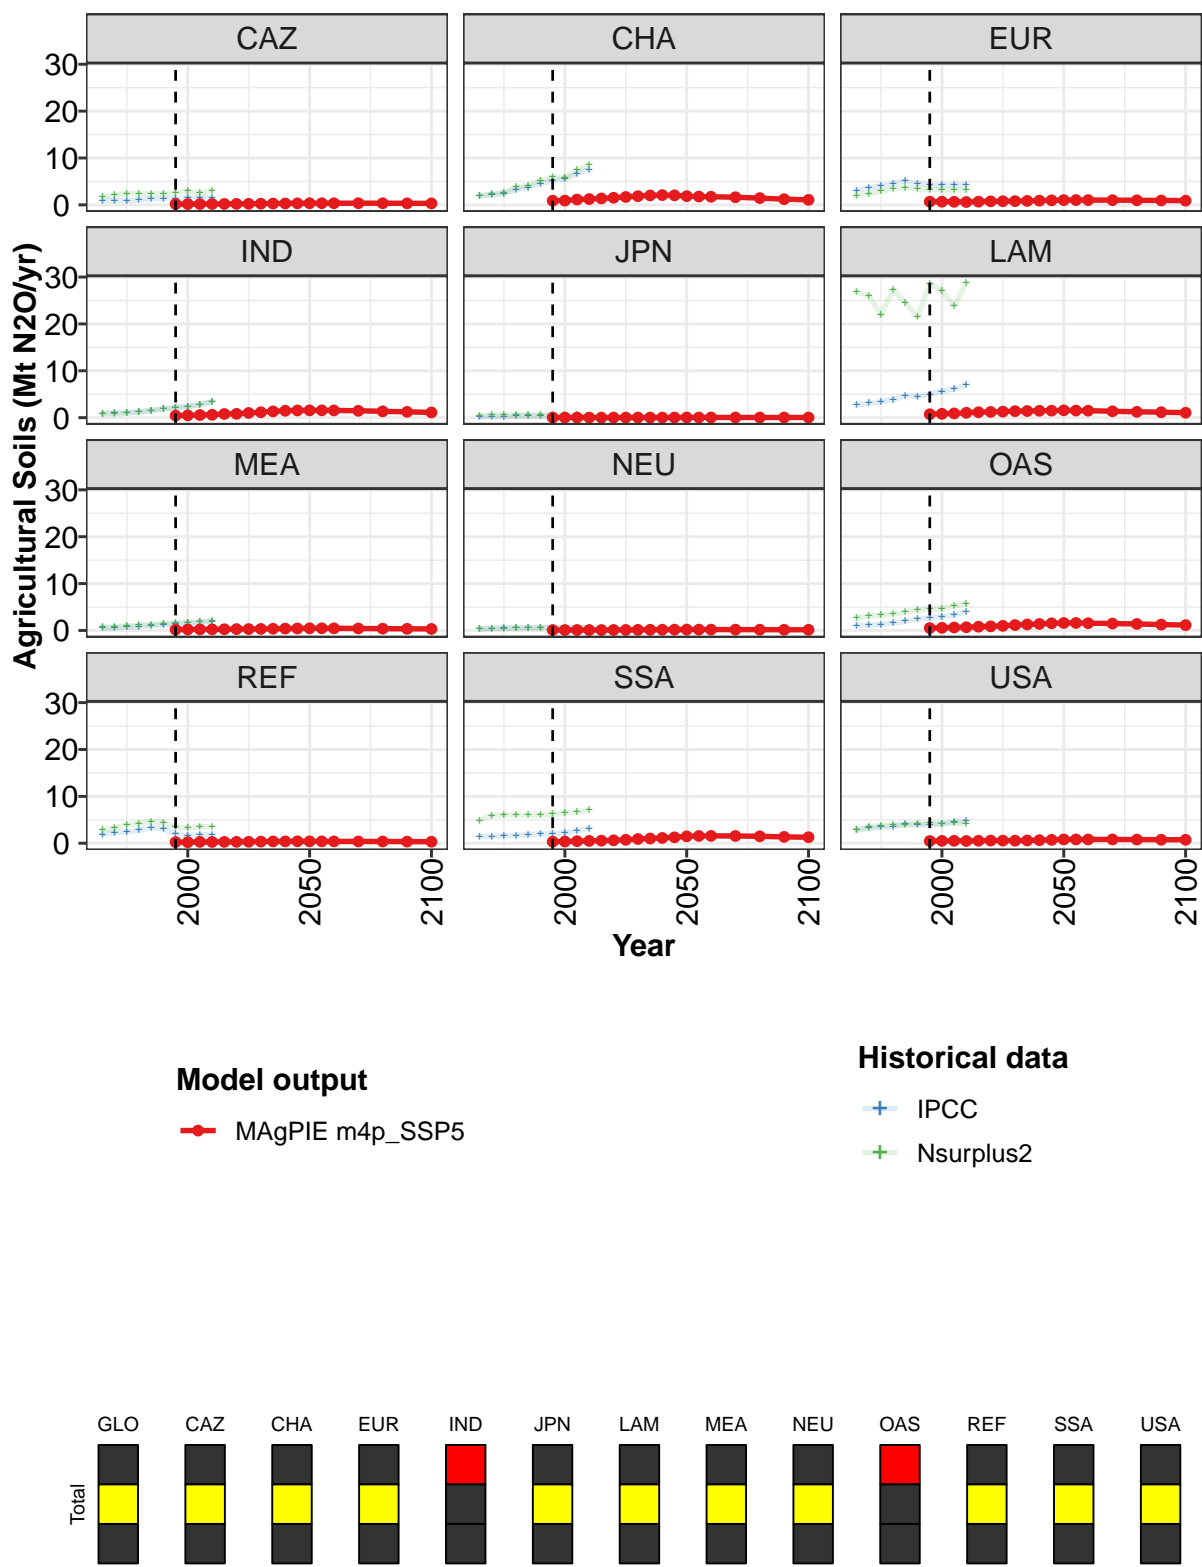 CAZ CHA EUR
30
20
10
0
IND JPN LAM
30
20
10
0
MEA NEU OAS
30
20
10
0
REF SSA USA
30
20
10
0
Agricultural Soils (Mt N2O/yr)
2000 2050 2100 2000 2050 2100 2000 2050 2100
Year
Model output
MAgPIE m4p_SSP5
Historical data
IPCC
Nsurplus2
GLO CAZ CHA EUR IND JPN LAM MEA NEU OAS REF SSA USA
Total